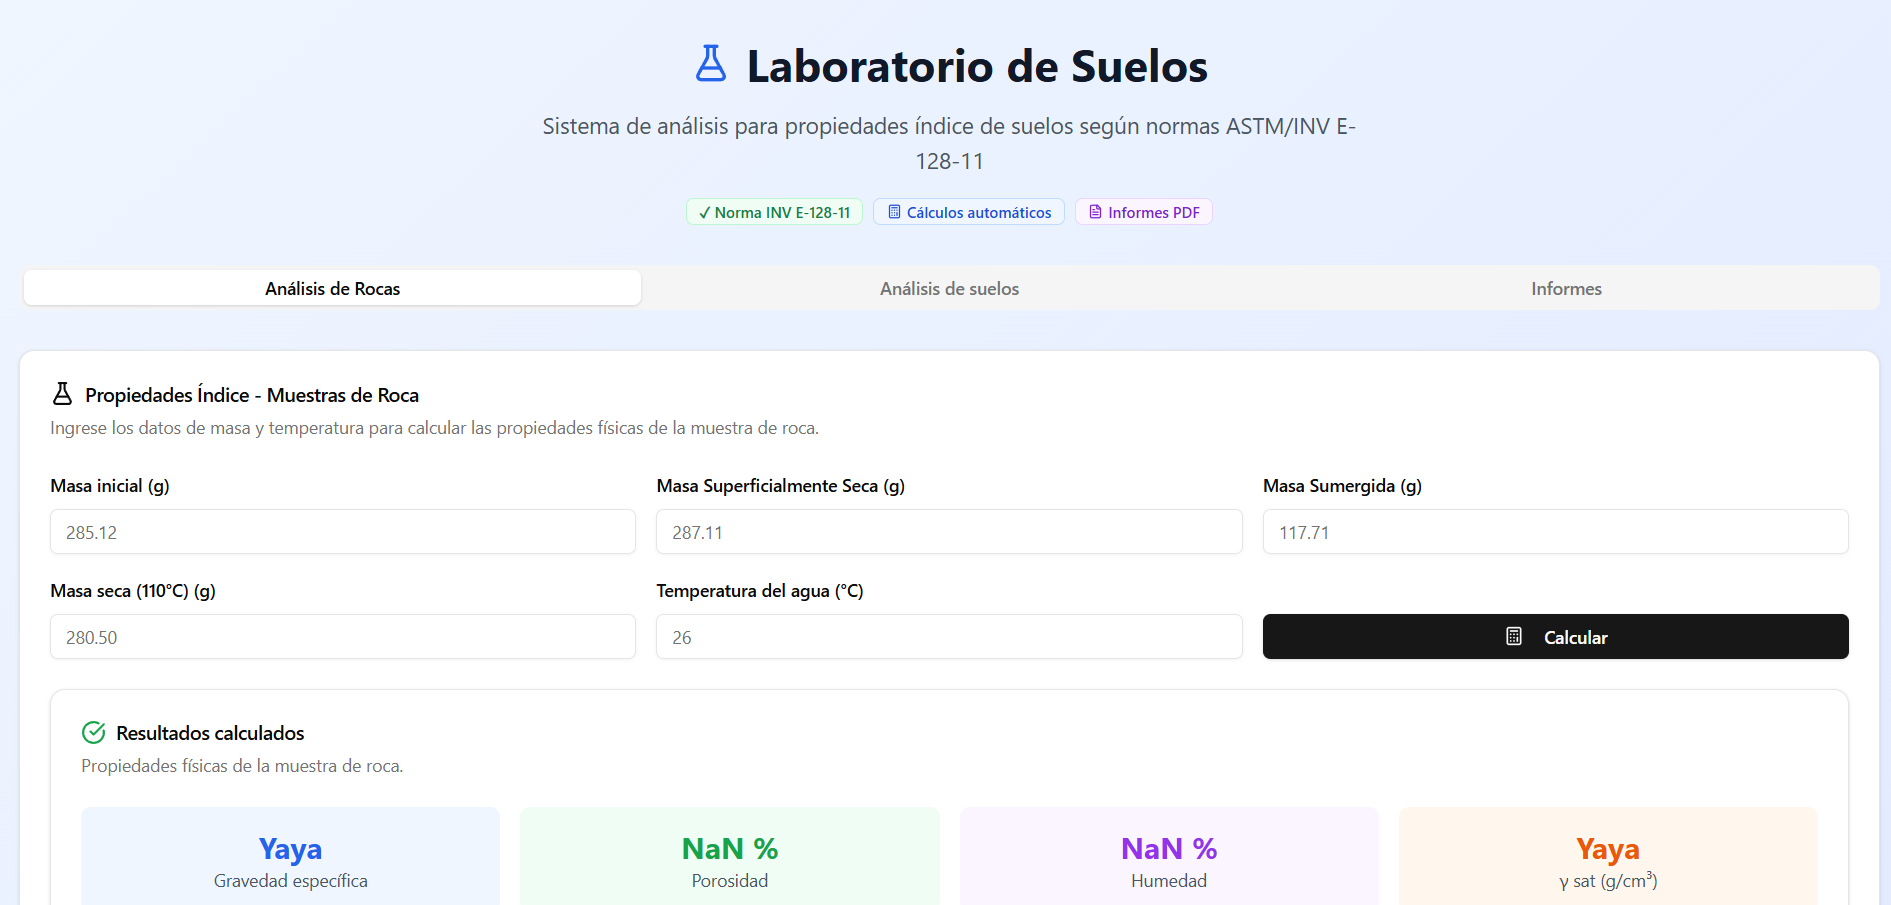 Laboratorio de Suelos
Sistema de análisis para propiedades índice de suelos según normas ASTM/INV E-
128-11
✓ Norma INV E-128-11
Cálculos automáticos
Informes PDF
Análisis de Rocas
Análisis de suelos
Informes
Propiedades Índice - Muestras de Roca
Ingrese los datos de masa y temperatura para calcular las propiedades físicas de la muestra de roca.
Masa inicial (g)
Masa Superficialmente Seca (g)
Masa Sumergida (g)
285.12
287.11
117.71
Masa seca (110°C) (g)
Temperatura del agua (°C)
280.50
26
Calcular
Resultados calculados
Propiedades físicas de la muestra de roca.
Yaya
Gravedad específica
NaN %
Porosidad
NaN %
Humedad
Yaya
γ sat (g/cm³)